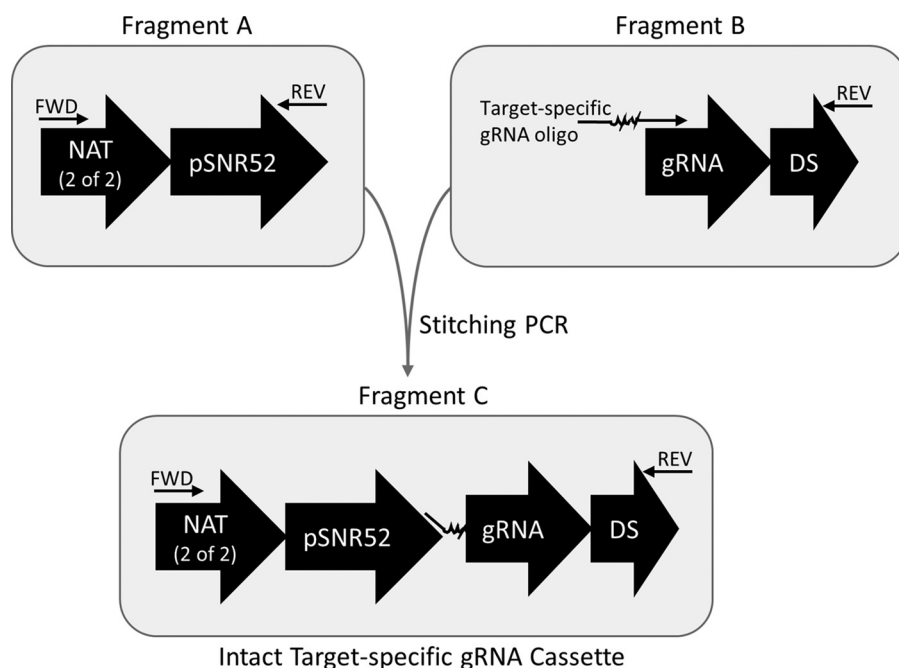 Fragment A
FWD
REV
NAT
(2 of 2)
pSNR52
Fragment B
Target-specific
gRNA oligo
REV
gRNA
DS
Stitching PCR
Fragment C
FWD
REV
NAT
(2 of 2)
pSNR52
gRNA
DS
Intact Target-specific gRNA Cassette